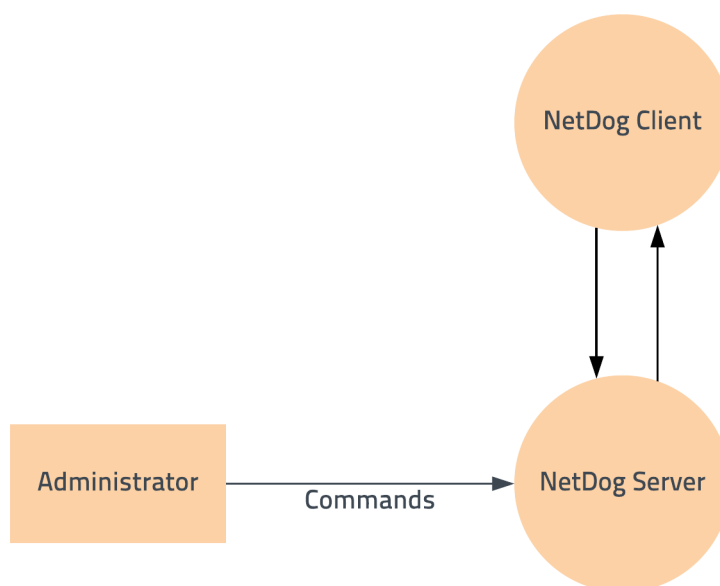 NetDog Client
Administrator
Commands
NetDog Server